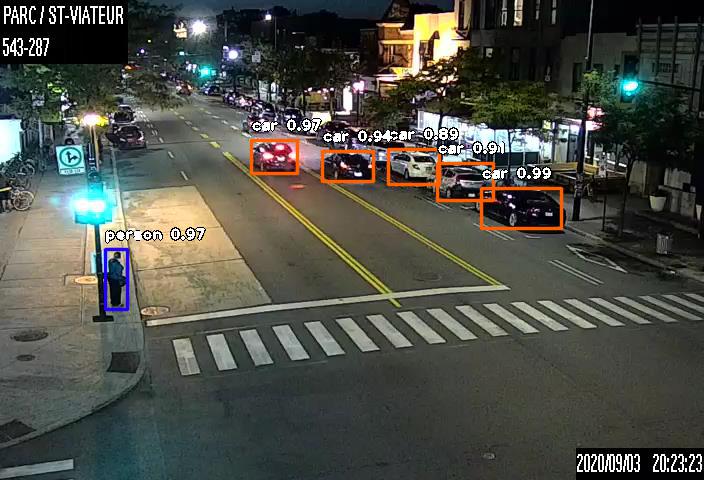 PARC / ST-VIATEUR
543-287
car 0.97
car 0.94
car 0.89
car 0.91
car 0.99
person 0.97
2020/09/03 20:23:23